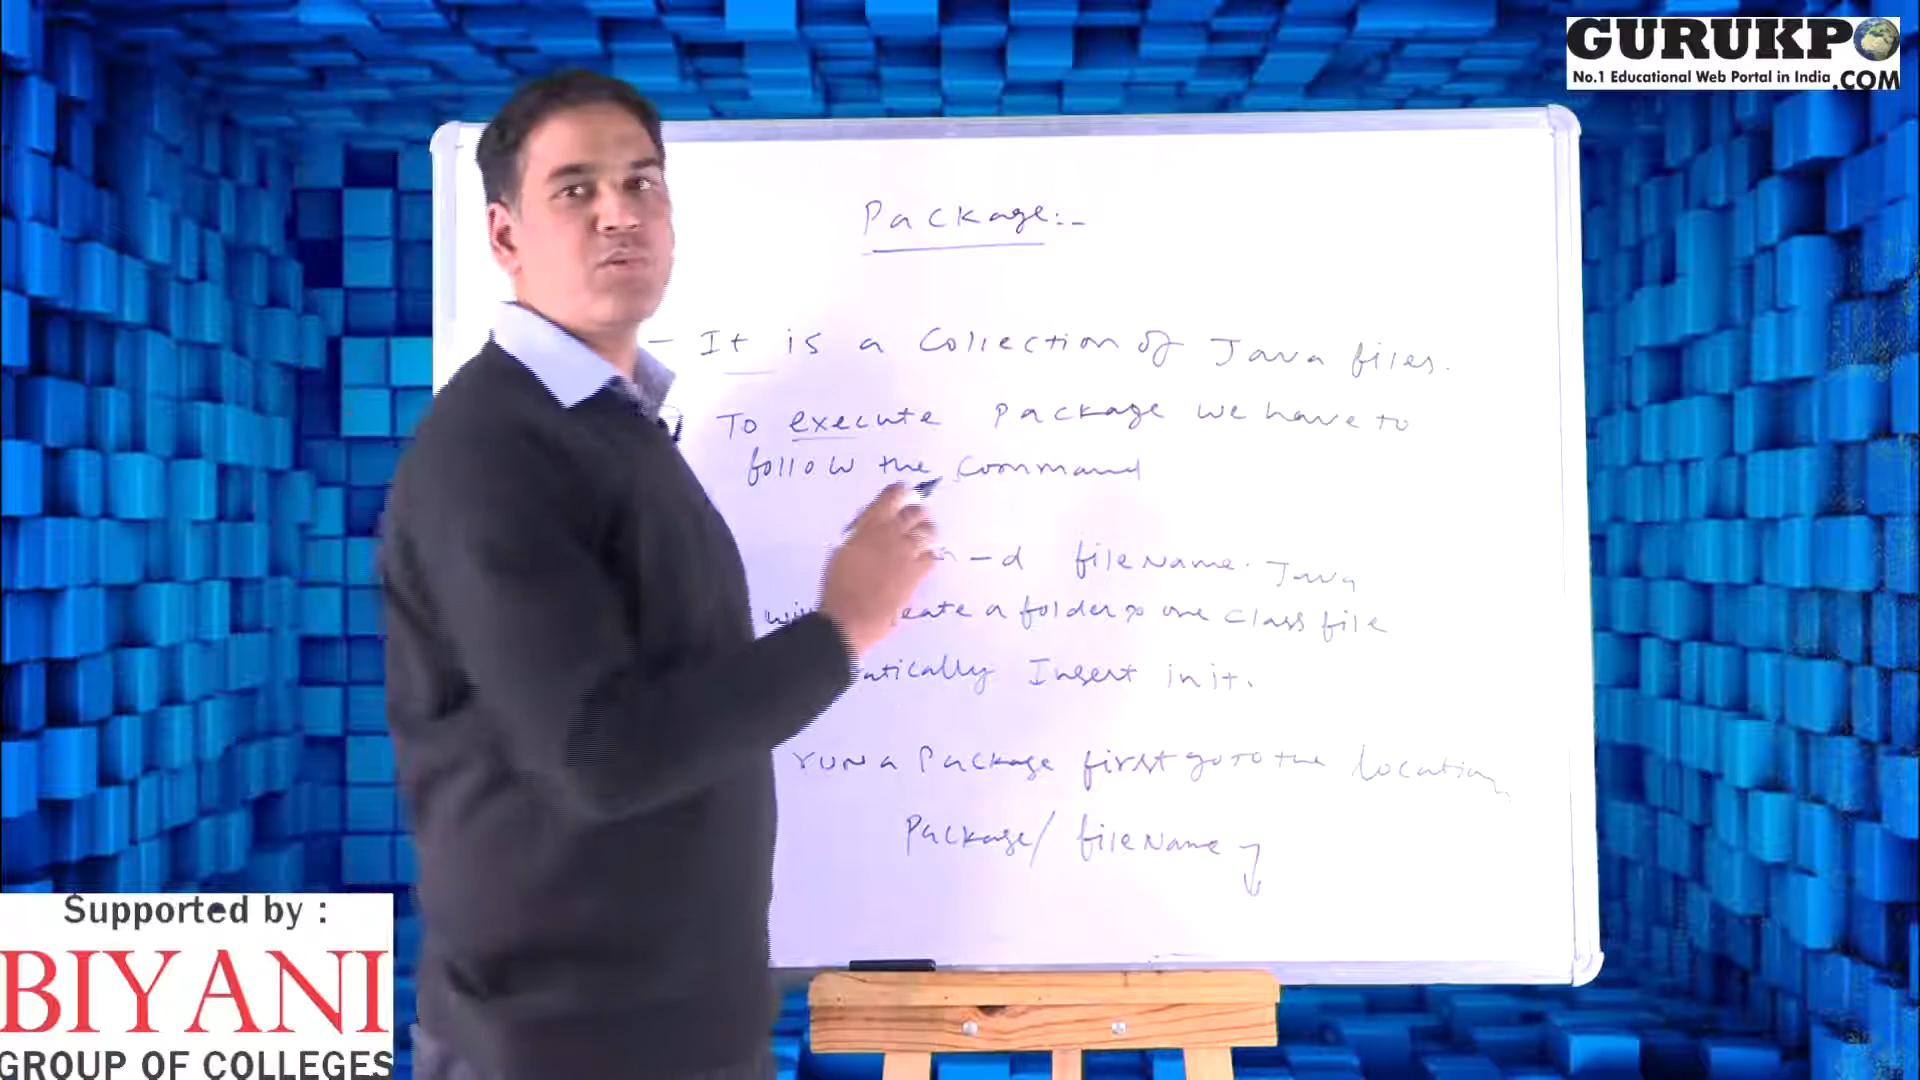 GURUKPO
No.1 Educational Web Portal in India .COM
Package:-
- It is a Collection of Java files.
To execute package we have to
follow the command
-d fileName.Java
eate a folder & one class file
atically Insert in it.
run a Package first go to the location
Package/ fileName
Supported by :
BIYANI
GROUP OF COLLEGES